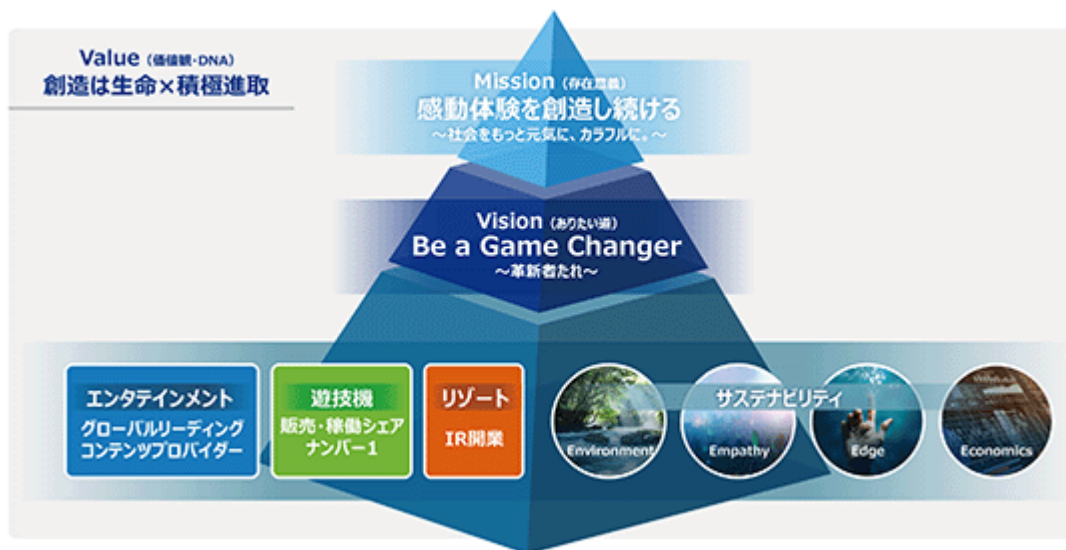 Value (価値観・DNA)
創造は生命×積極進取
Mission (存在意義)
感動体験を創造し続ける
～社会をもっと元気に、カラフルに。～
Vision (ありたい姿)
Be a Game Changer
～革新者たれ～
エンタテインメント
グローバルリーディング
コンテンツプロバイダー
遊技機
販売・稼働シェア
ナンバー1
リゾート
IR開業
サステナビリティ
Environment
Empathy
Edge
Economics